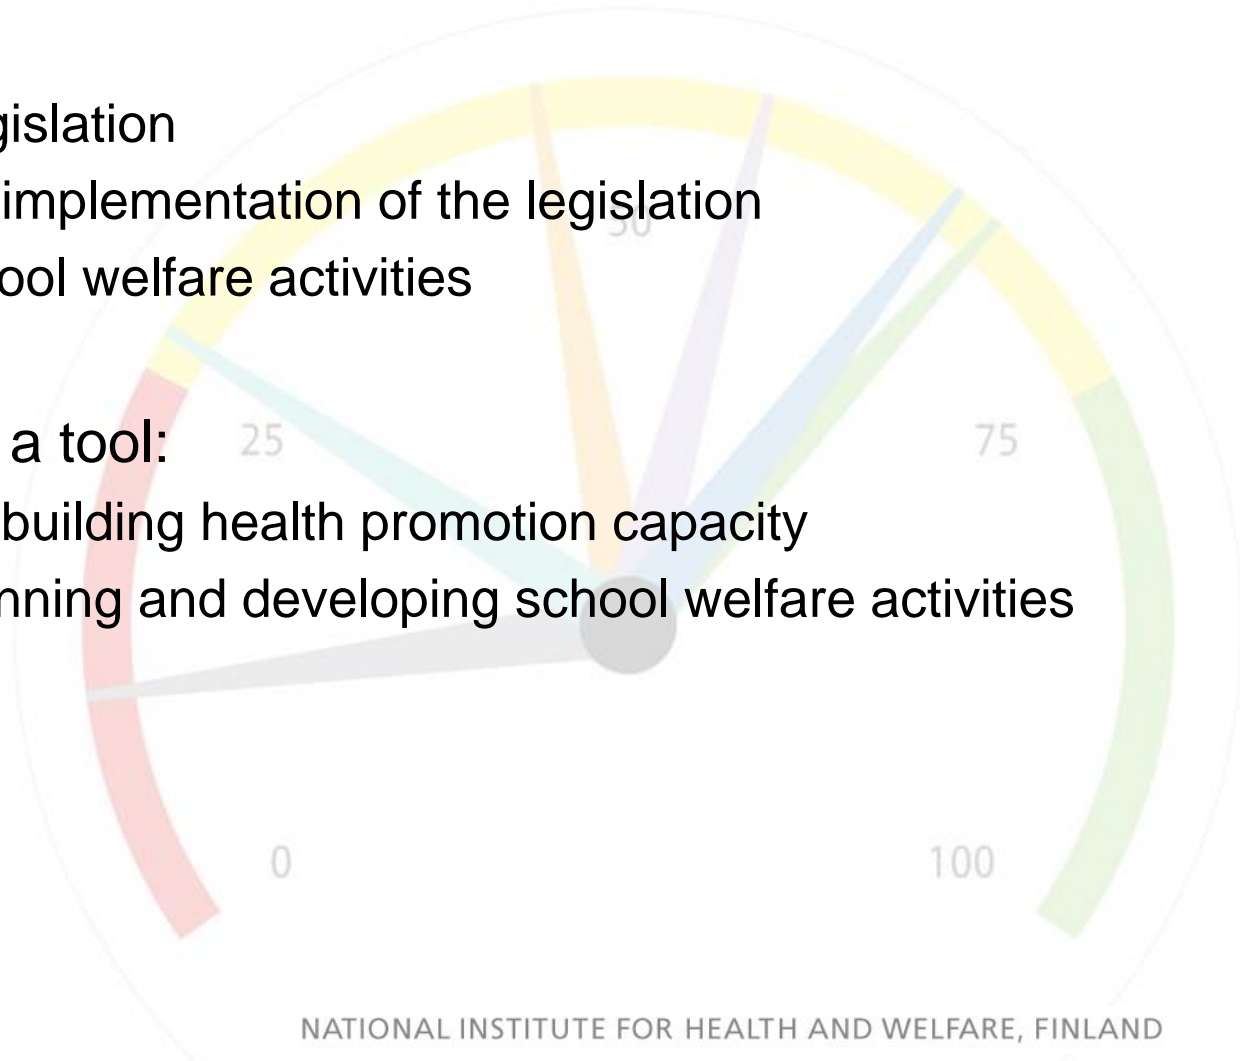 gislation
implementation of the legislation
50
ool welfare activities
a tool:
25
75
building health promotion capacity
nning and developing school welfare activities
0
100
NATIONAL INSTITUTE FOR HEALTH AND WELFARE, FINLAND